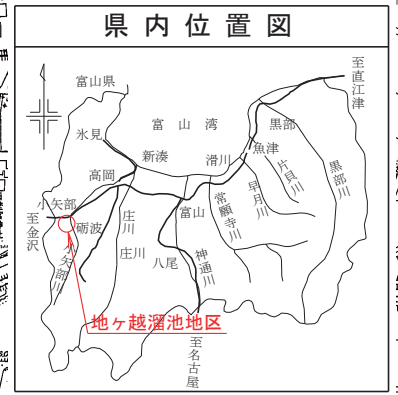 県内位置図
至直江津
富山県
氷見
富山湾
黒部
新湊
滑川
魚津
高岡
片貝川
黒部川
早月川
小矢部
至金沢
砺波
庄川
富山
常願寺川
小矢部川
庄川
八尾
神通川
地ヶ越溜池地区
至名古屋